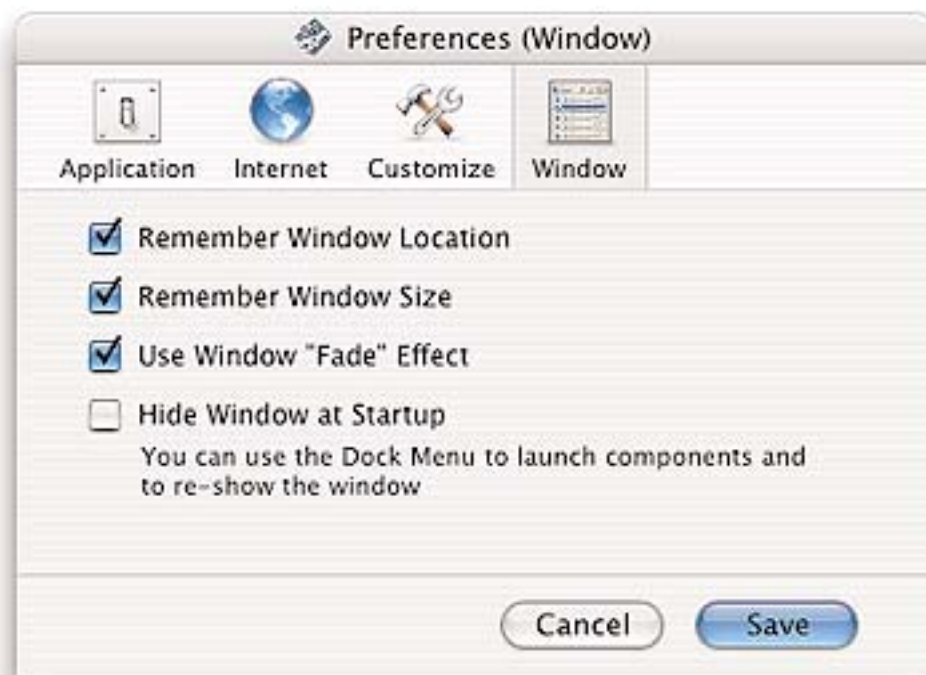 Preferences (Window)
Application Internet Customize Window
Remember Window Location
Remember Window Size
Use Window "Fade" Effect
Hide Window at Startup
You can use the Dock Menu to launch components and
to re-show the window
Cancel Save